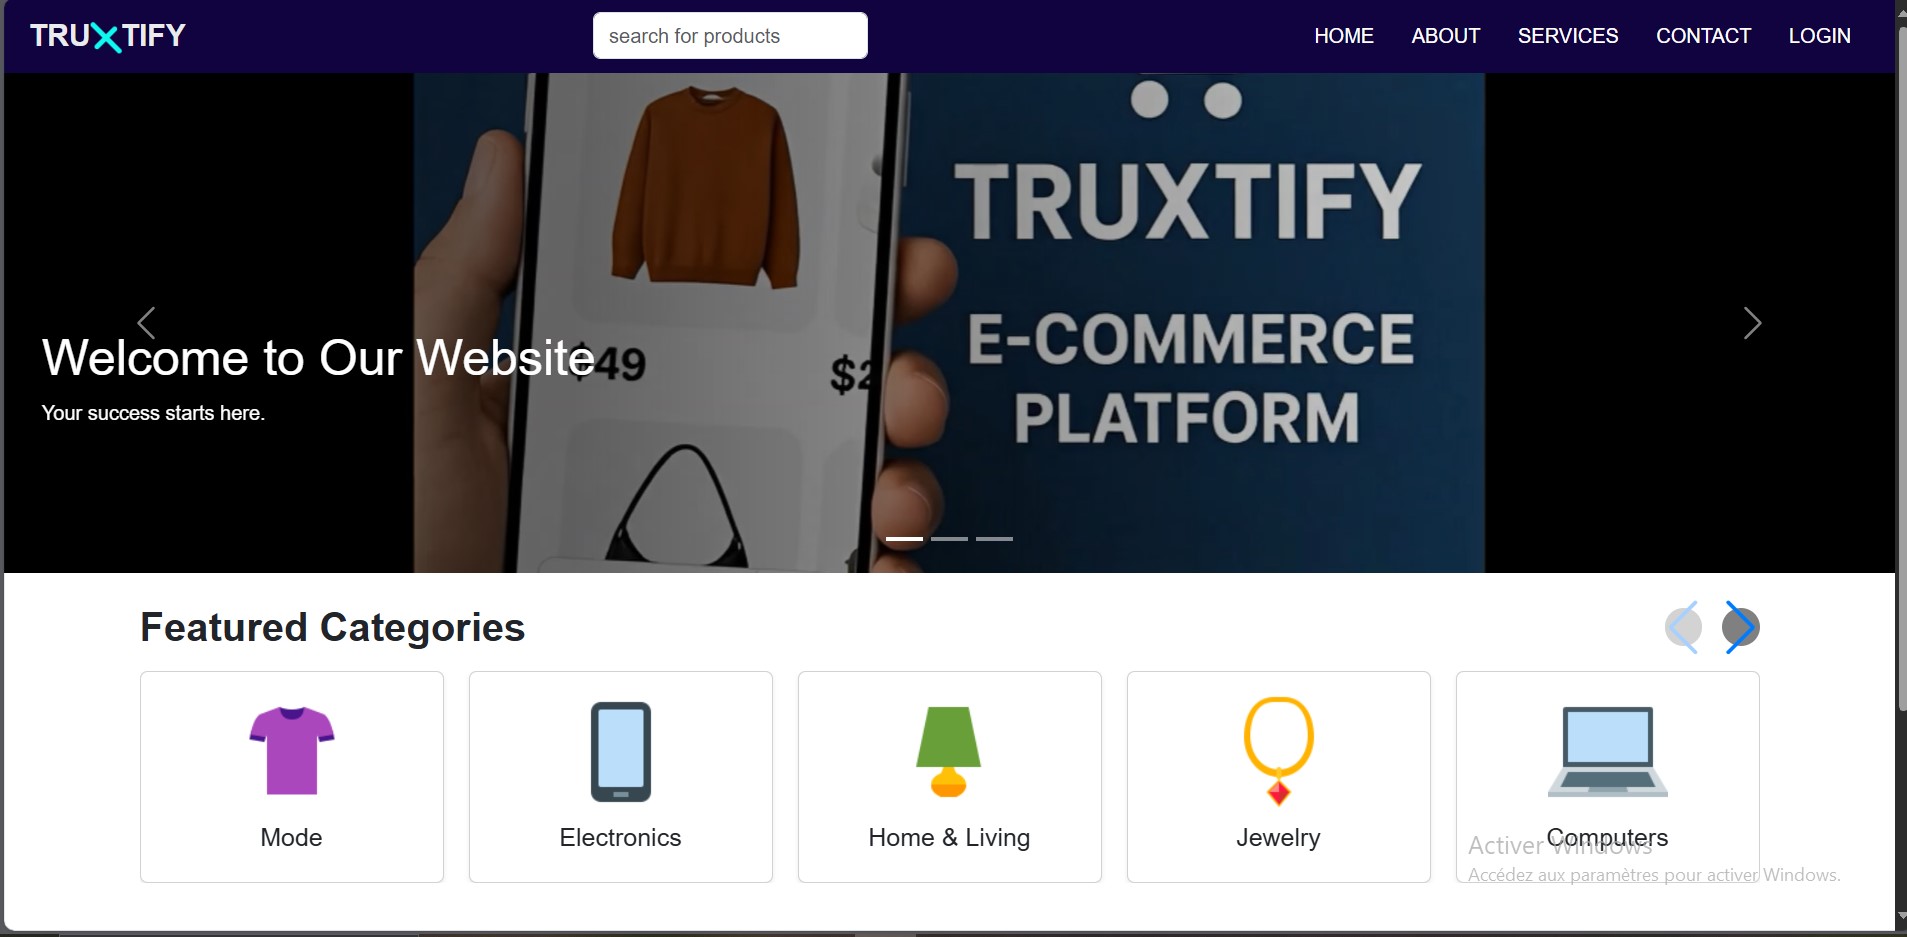 TRUXTIFY
search for products
HOME ABOUT SERVICES CONTACT LOGIN
TRUXTIFY
E-COMMERCE
PLATFORM
Welcome to Our Website
$49
Your success starts here.
Featured Categories
Mode
Electronics
Home & Living
Jewelry
Computers
Activer Windows
Accédez aux paramètres pour activer Windows.